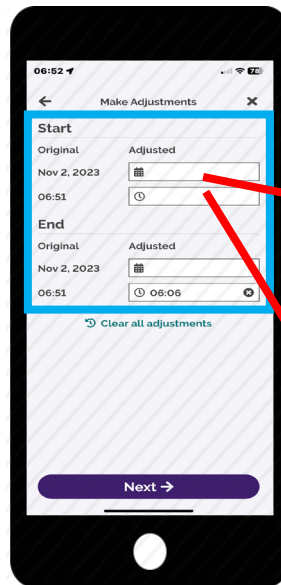 06:52
Make Adjustments
Start
Original Adjusted
Nov 2, 2023
06:51
End
Original Adjusted
Nov 2, 2023
06:51 06:06
Clear all adjustments
Next